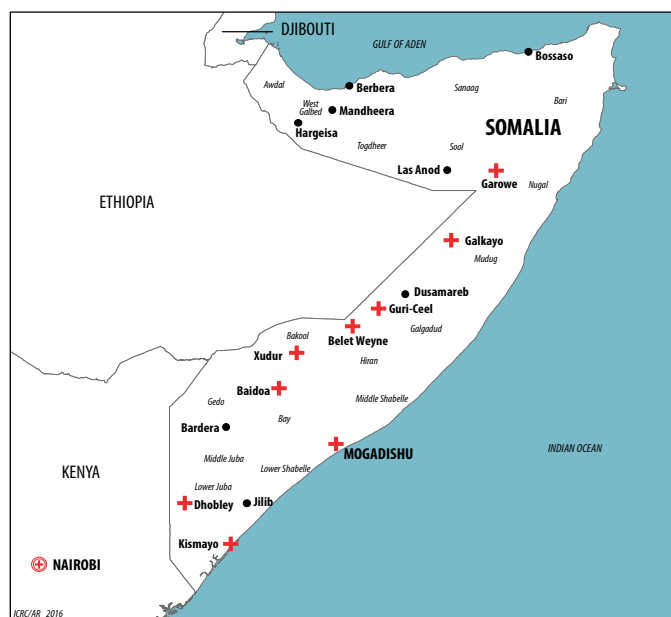 DJIBOUTI
GULF OF ADEN
Bossaso
Awdal
Berbera
Sanaag
Bari
West
Galbed
Mandheera
Hargeisa
SOMALIA
Togdheer
Sool
Las Anod
Garowe
Nugal
ETHIOPIA
Galkayo
Mudug
Dusamareb
Guri-Ceel
Galgadud
Belet Weyne
Bakool
Xudur
Hiran
Baidoa
Gedo
Middle Shabelle
Bay
Bardera
MOGADISHU
INDIAN OCEAN
Middle Juba
Lower Shabelle
KENYA
Lower Juba
Dhobley
Jilib
Kismayo
NAIROBI
ICRC/AR 2016